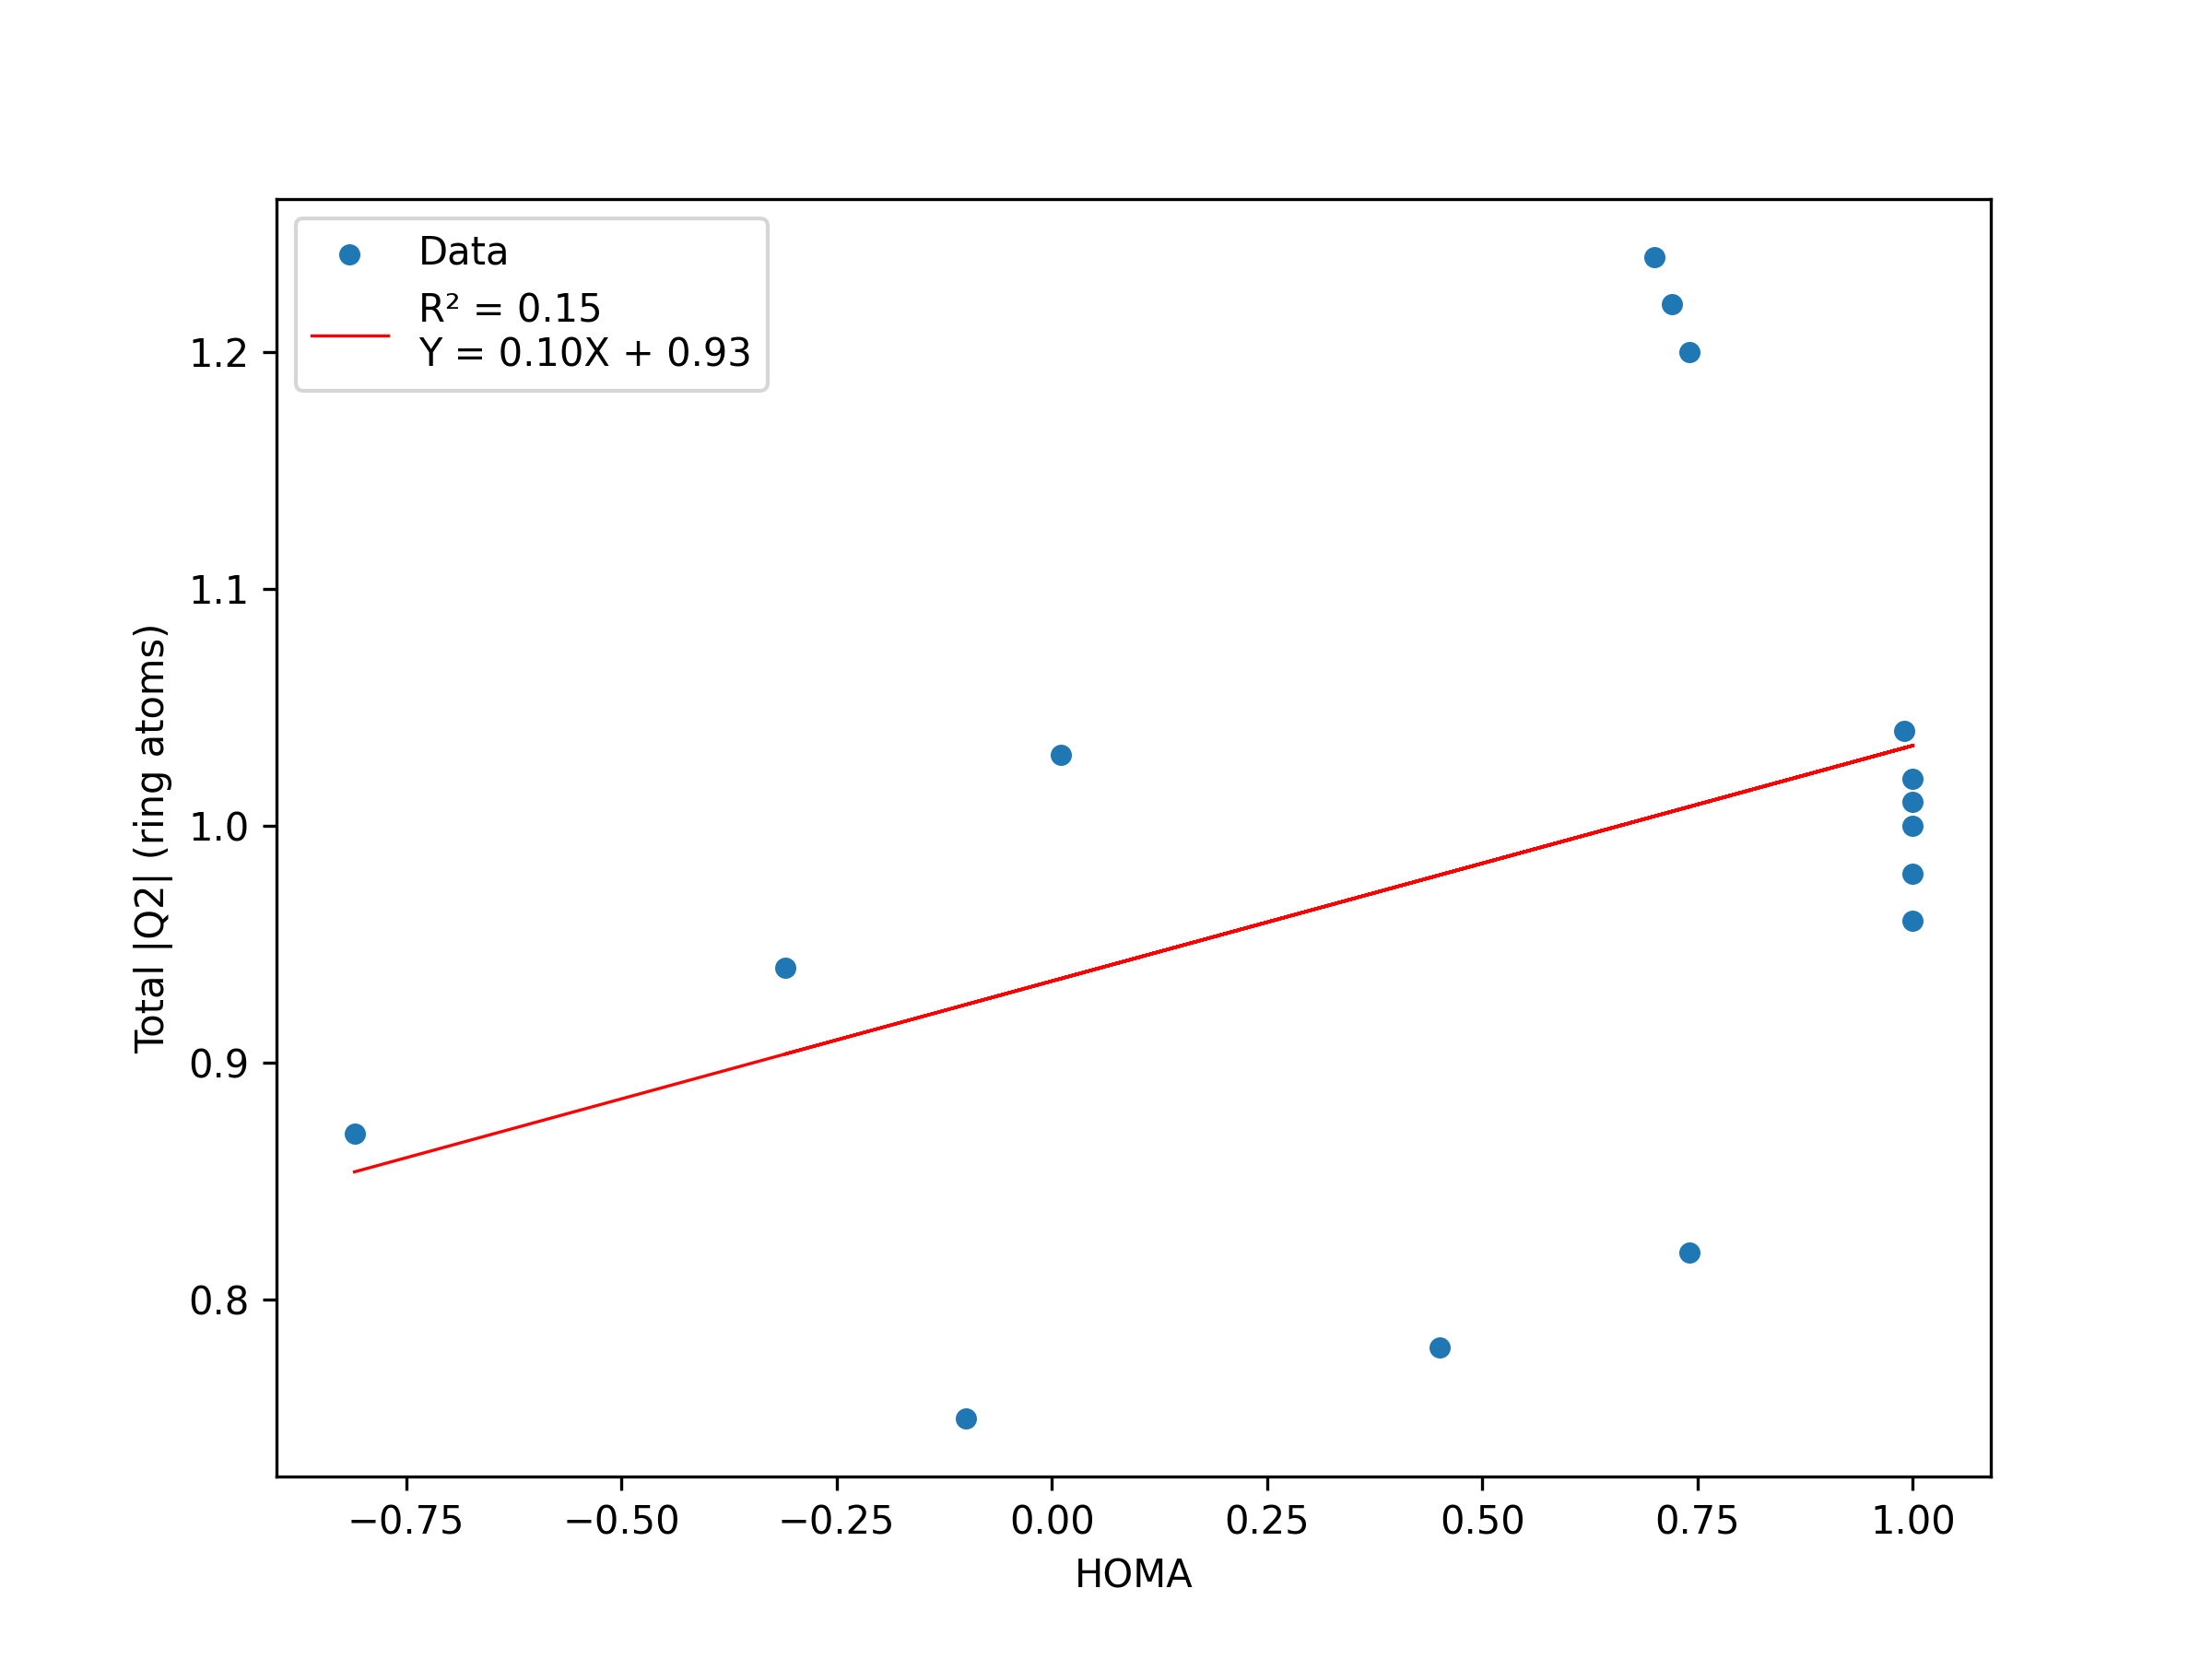 Data
R² = 0.15
Y = 0.10X + 0.93
1.2
1.1
1.0
0.9
0.8
Total |Q2| (ring atoms)
−0.75 −0.50 −0.25 0.00 0.25 0.50 0.75 1.00
HOMA